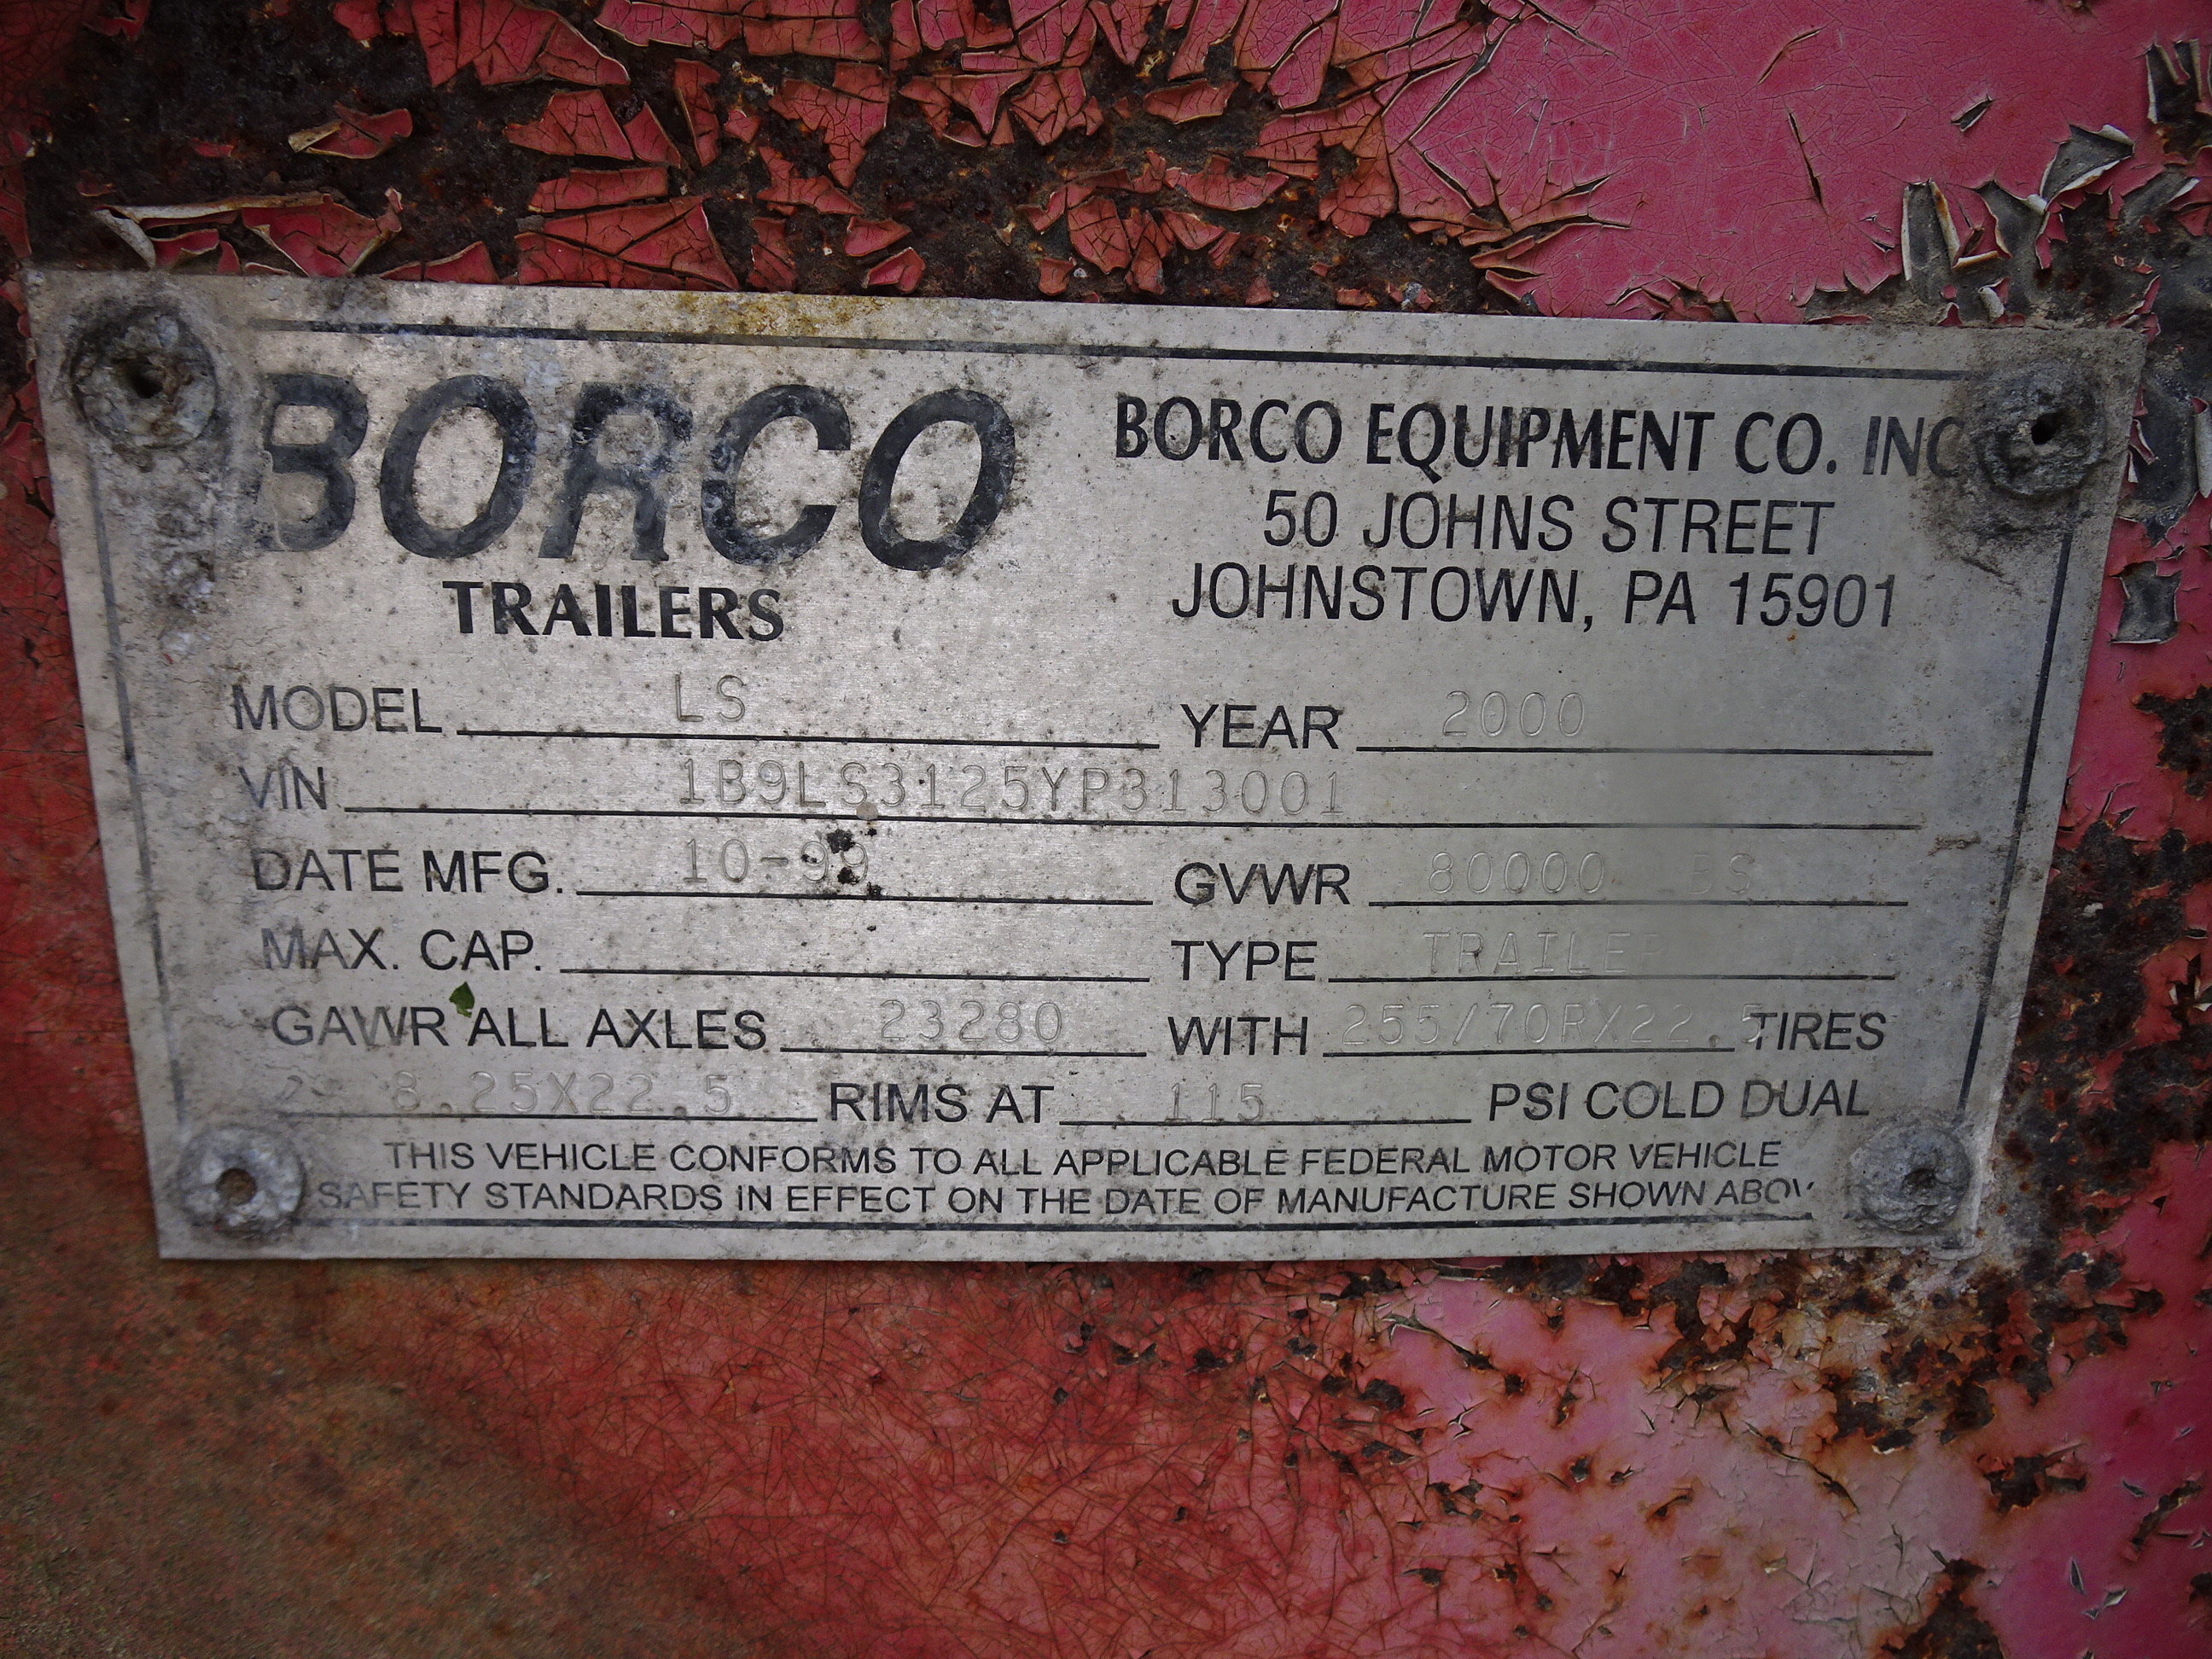 BORCO
TRAILERS
BORCO EQUIPMENT CO. INC
50 JOHNS STREET
JOHNSTOWN, PA 15901
MODEL LS YEAR 2000
VIN 1B9LS3125YP313001
DATE MFG. 10-99 GVWR 80000 LBS
MAX. CAP. TYPE TRAILER
GAWR ALL AXLES 23280 WITH 255/70RX22.5 TIRES
8.25X22.5 RIMS AT 115 PSI COLD DUAL
THIS VEHICLE CONFORMS TO ALL APPLICABLE FEDERAL MOTOR VEHICLE
SAFETY STANDARDS IN EFFECT ON THE DATE OF MANUFACTURE SHOWN ABOV